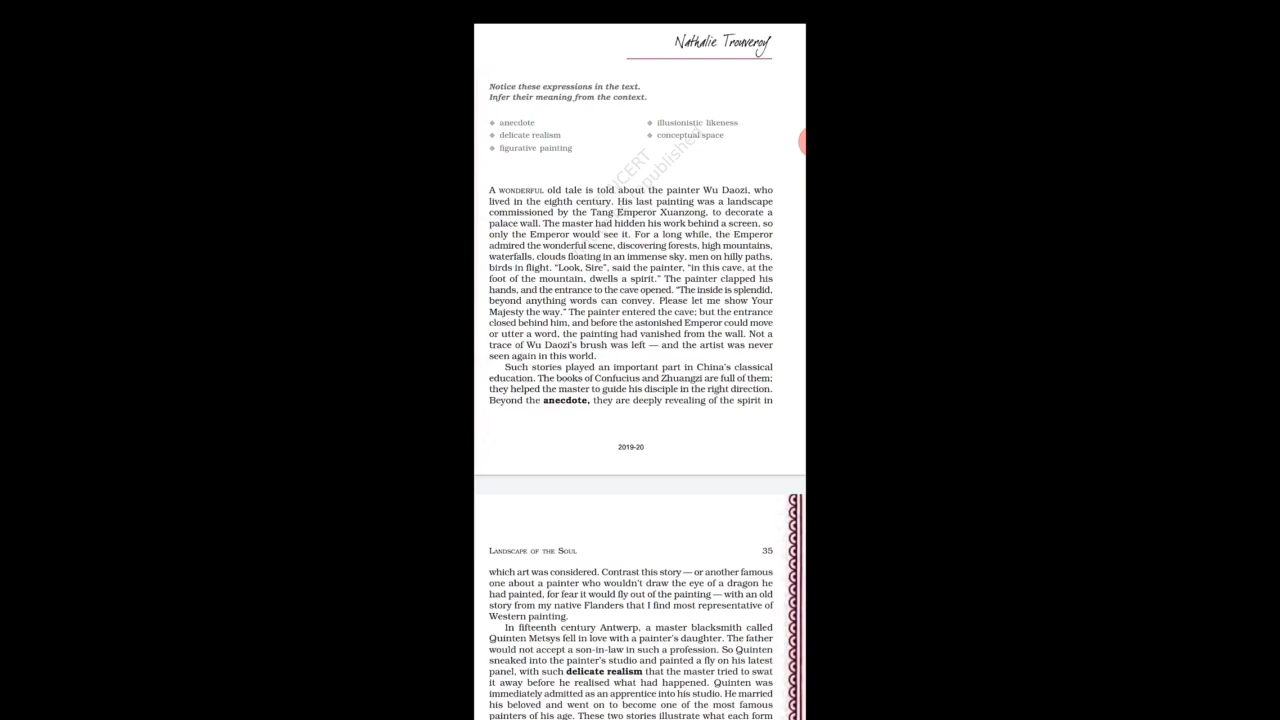 Nathalie Trouveroy
Notice these expressions in the text.
Infer their meaning from the context.
❖ anecdote
❖ delicate realism
❖ figurative painting
❖ illusionistic likeness
❖ conceptual space
NCERT
republished
A WONDERFUL old tale is told about the painter Wu Daozi, who
lived in the eighth century. His last painting was a landscape
commissioned by the Tang Emperor Xuanzong, to decorate a
palace wall. The master had hidden his work behind a screen, so
only the Emperor would see it. For a long while, the Emperor
admired the wonderful scene, discovering forests, high mountains,
waterfalls, clouds floating in an immense sky, men on hilly paths,
birds in flight. “Look, Sire”, said the painter, “in this cave, at the
foot of the mountain, dwells a spirit.” The painter clapped his
hands, and the entrance to the cave opened. “The inside is splendid,
beyond anything words can convey. Please let me show Your
Majesty the way.” The painter entered the cave; but the entrance
closed behind him, and before the astonished Emperor could move
or utter a word, the painting had vanished from the wall. Not a
trace of Wu Daozi’s brush was left — and the artist was never
seen again in this world.
Such stories played an important part in China’s classical
education. The books of Confucius and Zhuangzi are full of them;
they helped the master to guide his disciple in the right direction.
Beyond the anecdote, they are deeply revealing of the spirit in
2019-20
LANDSCAPE OF THE SOUL 35
which art was considered. Contrast this story — or another famous
one about a painter who wouldn’t draw the eye of a dragon he
had painted, for fear it would fly out of the painting — with an old
story from my native Flanders that I find most representative of
Western painting.
In fifteenth century Antwerp, a master blacksmith called
Quinten Metsys fell in love with a painter’s daughter. The father
would not accept a son-in-law in such a profession. So Quinten
sneaked into the painter’s studio and painted a fly on his latest
panel, with such delicate realism that the master tried to swat
it away before he realised what had happened. Quinten was
immediately admitted as an apprentice into his studio. He married
his beloved and went on to become one of the most famous
painters of his age. These two stories illustrate what each form